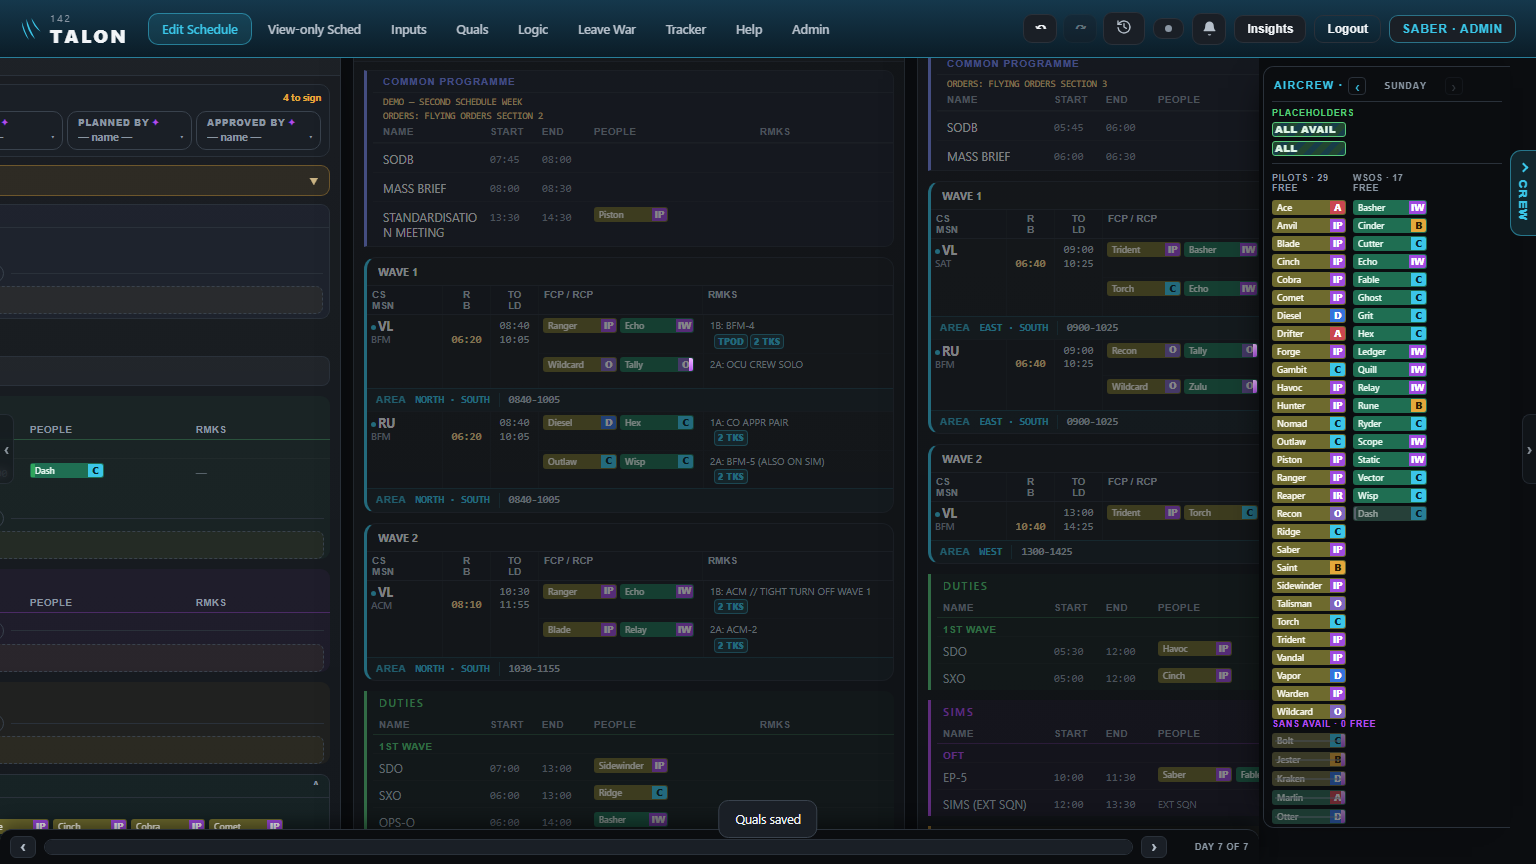 142
TALON
Edit Schedule
View-only Sched
Inputs
Quals
Logic
Leave War
Tracker
Help
Admin
Insights
Logout
SABER · ADMIN
4 to sign
PLANNED BY
— name —
APPROVED BY
— name —
PEOPLE RMKS
Dash C —
PEOPLE RMKS
IP Cinch IP Cobra IP Comet IP
COMMON PROGRAMME
DEMO — SECOND SCHEDULE WEEK
ORDERS: FLYING ORDERS SECTION 2
NAME START END PEOPLE RMKS
SODB 07:45 08:00
MASS BRIEF 08:00 08:30
STANDARDISATIO 13:30 14:30 Piston IP
N MEETING
WAVE 1
CS R TO FCP / RCP RMKS
MSN B LD
VL 08:40 Ranger IP Echo IW 1B: BFM-4
BFM 06:20 10:05 TPOD 2 TKS
Wildcard O Tally O 2A: OCU CREW SOLO
AREA NORTH · SOUTH 0840-1005
RU 08:40 Diesel D Hex C 1A: CO APPR PAIR
BFM 06:20 10:05 2 TKS
Outlaw C Wisp C 2A: BFM-5 (ALSO ON SIM)
2 TKS
AREA NORTH · SOUTH 0840-1005
WAVE 2
CS R TO FCP / RCP RMKS
MSN B LD
VL 10:30 Ranger IP Echo IW 1B: ACM // TIGHT TURN OFF WAVE 1
ACM 08:10 11:55 2 TKS
Blade IP Relay IW 2A: ACM-2
2 TKS
AREA NORTH · SOUTH 1030-1155
DUTIES
NAME START END PEOPLE RMKS
1ST WAVE
SDO 07:00 13:00 Sidewinder IP
SXO 06:00 13:00 Ridge C
OPS-O 06:00 14:00 Basher IW
COMMON PROGRAMME
ORDERS: FLYING ORDERS SECTION 3
NAME START END PEOPLE
SODB 05:45 06:00
MASS BRIEF 06:00 06:30
WAVE 1
CS R TO FCP / RCP
MSN B LD
VL 09:00 Trident IP Basher IW
SAT 06:40 10:25
Torch C Echo IW
AREA EAST · SOUTH 0900-1025
RU 09:00 Recon O Tally O
BFM 06:40 10:25
Wildcard O Zulu O
AREA EAST · SOUTH 0900-1025
WAVE 2
CS R TO FCP / RCP
MSN B LD
VL 13:00 Trident IP Torch C
BFM 10:40 14:25
AREA WEST 1300-1425
DUTIES
NAME START END PEOPLE
1ST WAVE
SDO 05:30 12:00 Havoc IP
SXO 05:00 12:00 Cinch IP
SIMS
NAME START END PEOPLE
OFT
EP-5 10:00 11:30 Saber IP
SIMS (EXT SQN) 12:00 13:30 EXT SQN
AIRCREW · SUNDAY
PLACEHOLDERS
ALL AVAIL
ALL
PILOTS · 29 WSOS · 17
FREE FREE
Ace A Basher IW
Anvil IP Cinder B
Blade IP Cutter C
Cinch IP Echo IW
Cobra IP Fable C
Comet IP Ghost C
Diesel D Grit C
Drifter A Hex C
Forge IP Ledger IW
Gambit C Quill IW
Havoc IP Relay IW
Hunter IP Rune B
Nomad C Ryder C
Outlaw C Scope IW
Piston IP Static IW
Ranger IP Vector C
Reaper IR Wisp C
Recon O Dash C
Ridge C
Saber IP
Saint B
Sidewinder IP
Talisman O
Torch C
Trident IP
Vandal IP
Vapor D
Warden IP
Wildcard O
SANS AVAIL · 0 FREE
Bolt C
Jester B
Kraken D
Marlin A
Otter D
CREW
Quals saved
DAY 7 OF 7